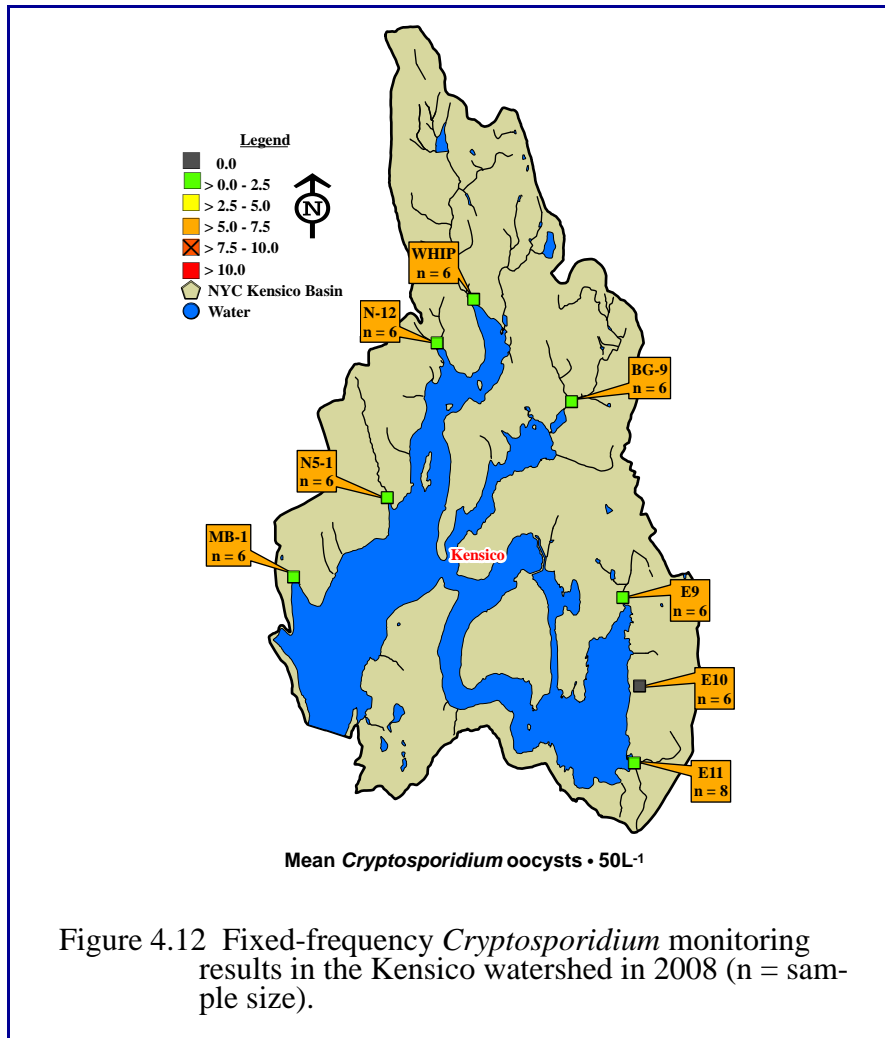 Legend
0.0
> 0.0 - 2.5
> 2.5 - 5.0
> 5.0 - 7.5
> 7.5 - 10.0
> 10.0
NYC Kensico Basin
Water
N
WHIP
n = 6
N-12
n = 6
BG-9
n = 6
N5-1
n = 6
MB-1
n = 6
Kensico
E9
n = 6
E10
n = 6
E11
n = 8
Mean Cryptosporidium oocysts • 50L-1
Figure 4.12 Fixed-frequency Cryptosporidium monitoring
results in the Kensico watershed in 2008 (n = sam-
ple size).